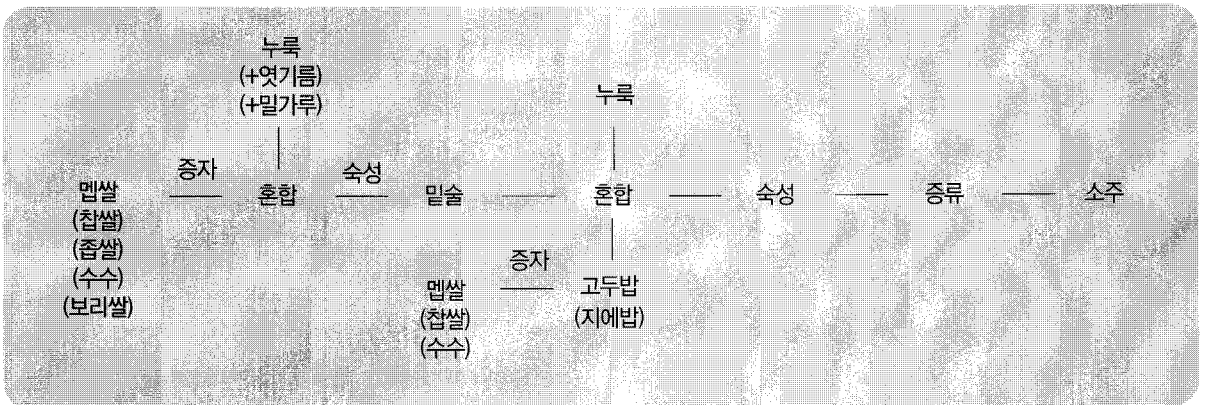 누룩
(+엿기름)
(+밀가루)
누룩
증자
숙성
멥쌀
(찹쌀)
(좁쌀)
(수수)
(보리쌀)
혼합
밑술
혼합
숙성
증류
소주
증자
멥쌀
(찹쌀)
(수수)
고두밥
(지에밥)